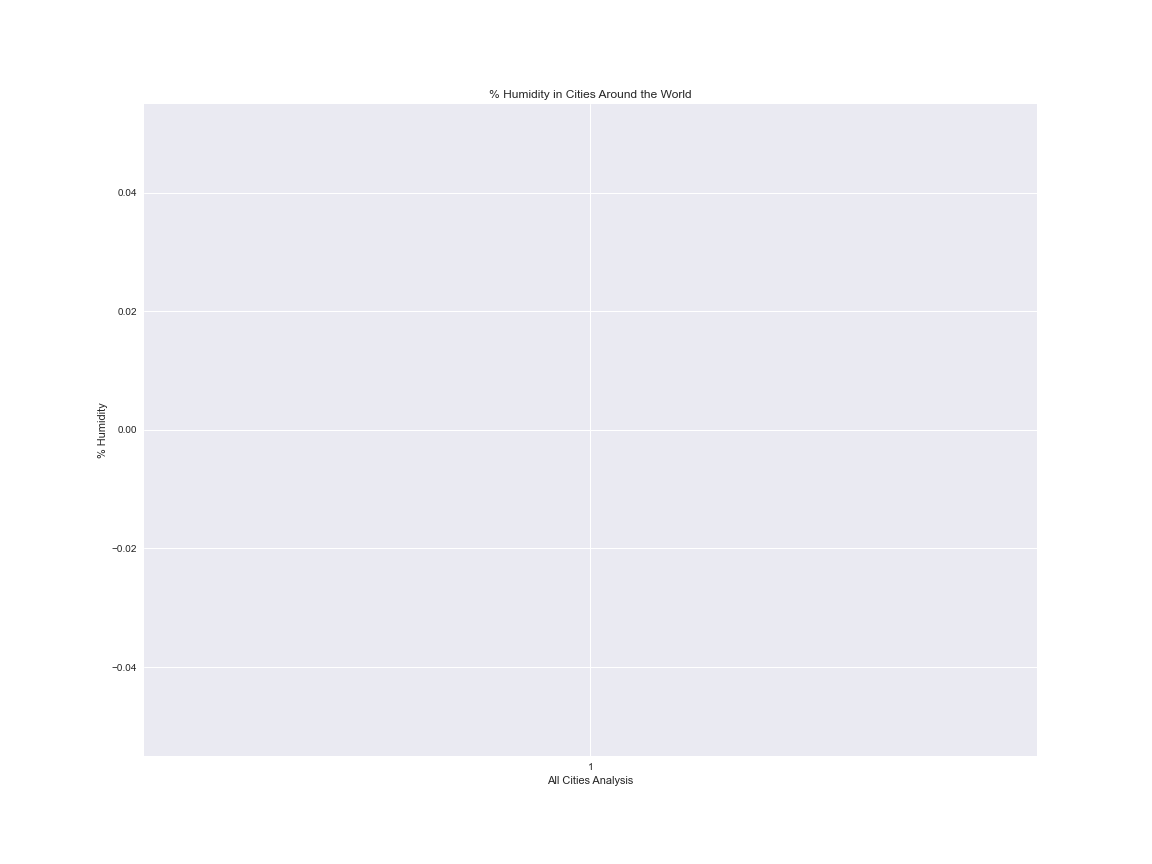 % Humidity in Cities Around the World
0.04
0.02
0.00
−0.02
−0.04
% Humidity
1
All Cities Analysis